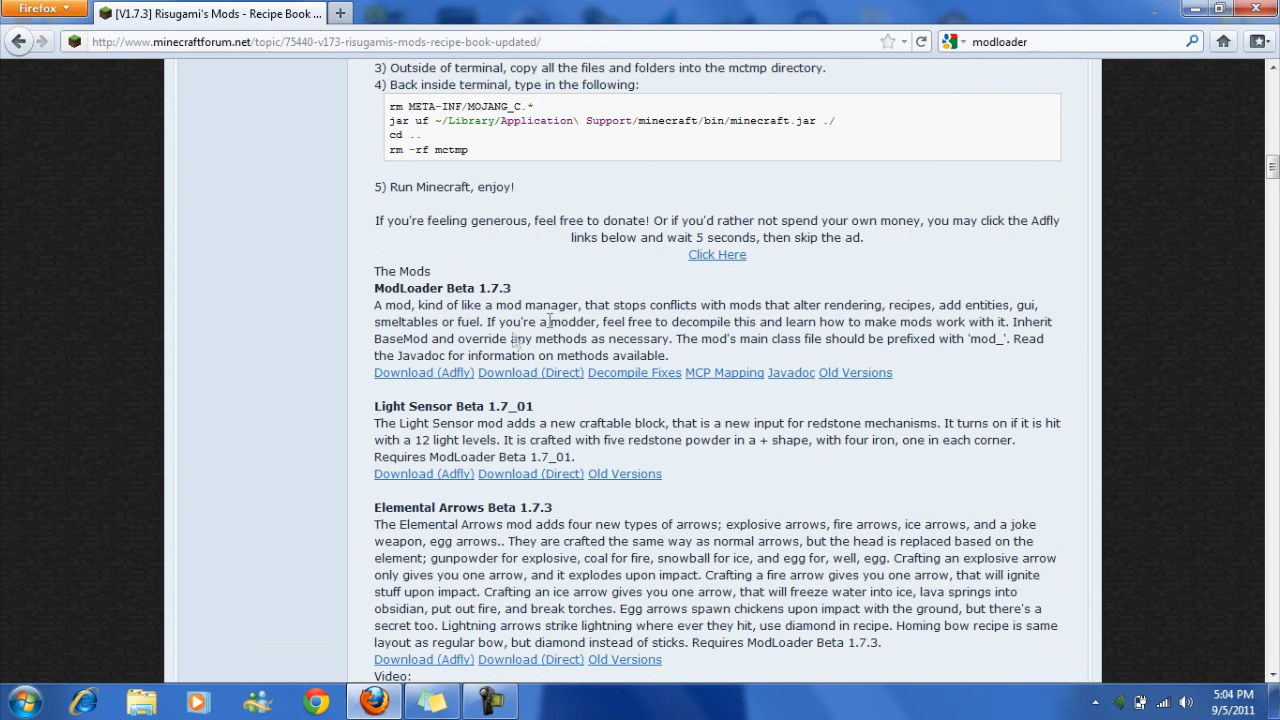 Firefox
[V1.7.3] Risugami's Mods - Recipe Book ...
http://www.minecraftforum.net/topic/75440-v173-risugamis-mods-recipe-book-updated/
modloader
3) Outside of terminal, copy all the files and folders into the mctmp directory.
4) Back inside terminal, type in the following:
rm META-INF/MOJANG_C.*
jar uf ~/Library/Application\ Support/minecraft/bin/minecraft.jar ./
cd ..
rm -rf mctmp
5) Run Minecraft, enjoy!
If you're feeling generous, feel free to donate! Or if you'd rather not spend your own money, you may click the Adfly
links below and wait 5 seconds, then skip the ad.
Click Here
The Mods
ModLoader Beta 1.7.3
A mod, kind of like a mod manager, that stops conflicts with mods that alter rendering, recipes, add entities, gui,
smeltables or fuel. If you're a modder, feel free to decompile this and learn how to make mods work with it. Inherit
BaseMod and override any methods as necessary. The mod's main class file should be prefixed with 'mod_'. Read
the Javadoc for information on methods available.
Download (Adfly) Download (Direct) Decompile Fixes MCP Mapping Javadoc Old Versions
Light Sensor Beta 1.7_01
The Light Sensor mod adds a new craftable block, that is a new input for redstone mechanisms. It turns on if it is hit
with a 12 light levels. It is crafted with five redstone powder in a + shape, with four iron, one in each corner.
Requires ModLoader Beta 1.7_01.
Download (Adfly) Download (Direct) Old Versions
Elemental Arrows Beta 1.7.3
The Elemental Arrows mod adds four new types of arrows; explosive arrows, fire arrows, ice arrows, and a joke
weapon, egg arrows.. They are crafted the same way as normal arrows, but the head is replaced based on the
element; gunpowder for explosive, coal for fire, snowball for ice, and egg for, well, egg. Crafting an explosive arrow
only gives you one arrow, and it explodes upon impact. Crafting a fire arrow gives you one arrow, that will ignite
stuff upon impact. Crafting an ice arrow gives you one arrow, that will freeze water into ice, lava springs into
obsidian, put out fire, and break torches. Egg arrows spawn chickens upon impact with the ground, but there's a
secret too. Lightning arrows strike lightning where ever they hit, use diamond in recipe. Homing bow recipe is same
layout as regular bow, but diamond instead of sticks. Requires ModLoader Beta 1.7.3.
Download (Adfly) Download (Direct) Old Versions
Video:
5:04 PM
9/5/2011